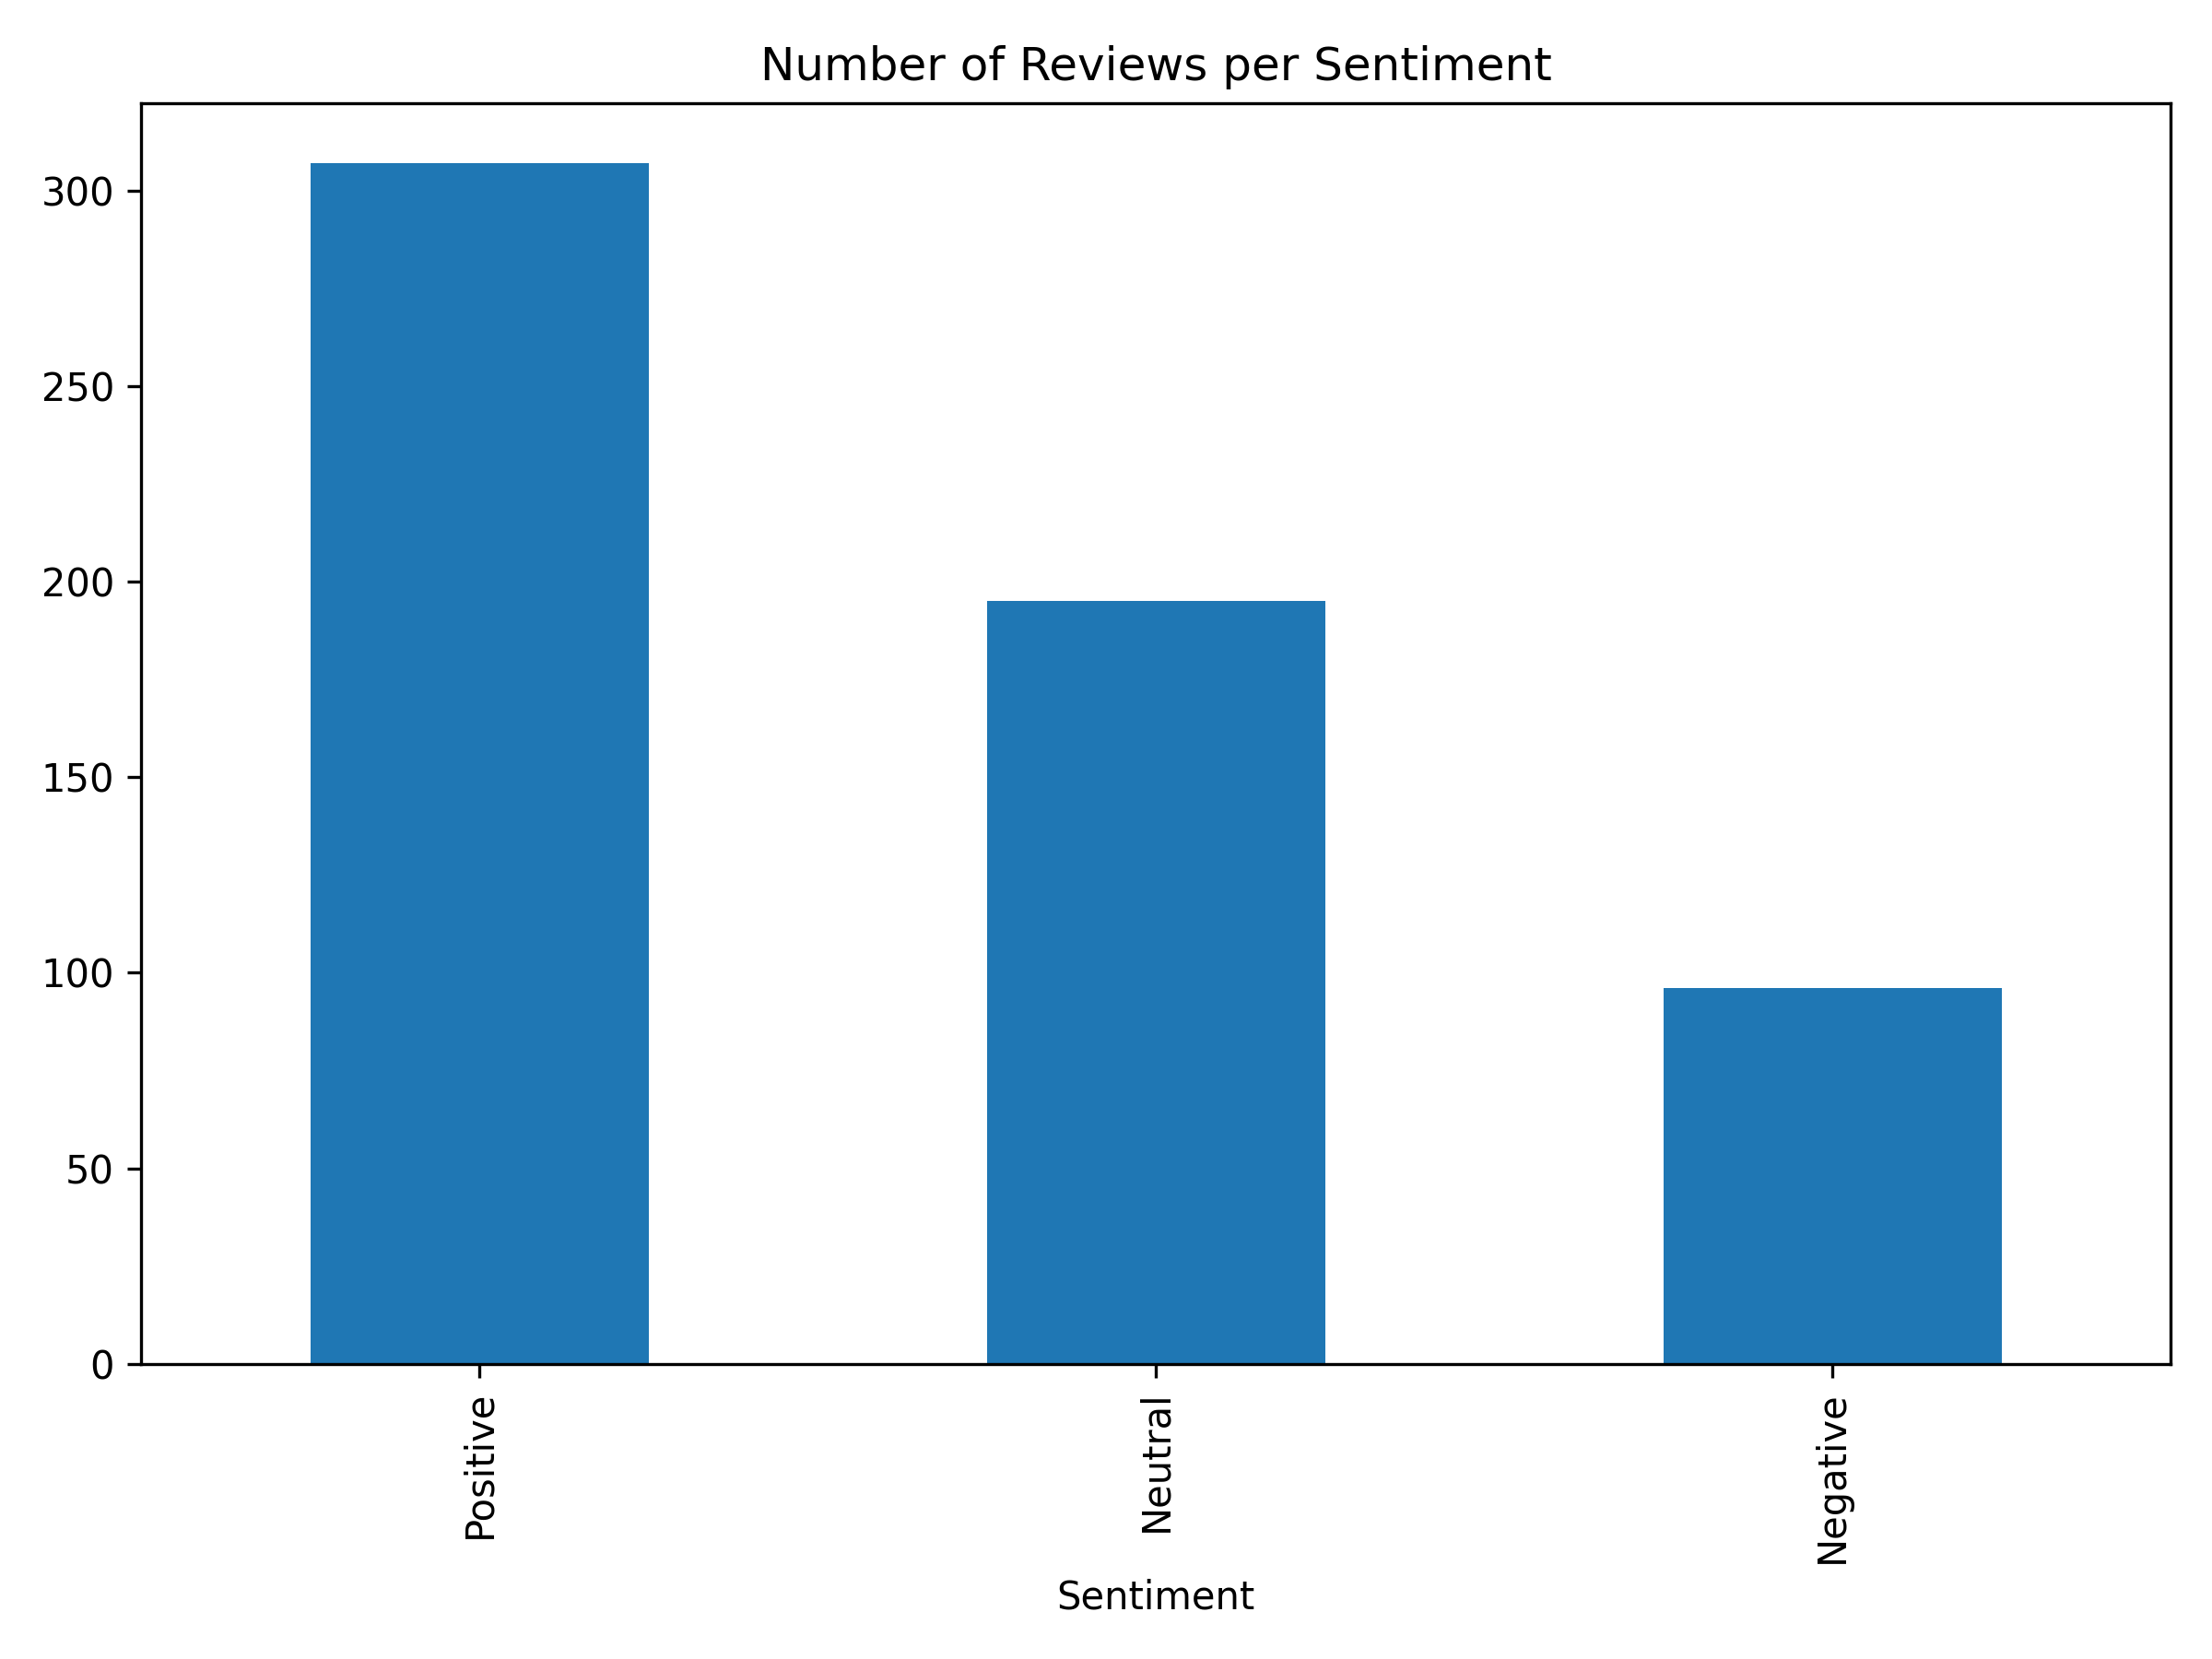 Number of Reviews per Sentiment
300
250
200
150
100
50
0
Positive
Neutral
Negative
Sentiment